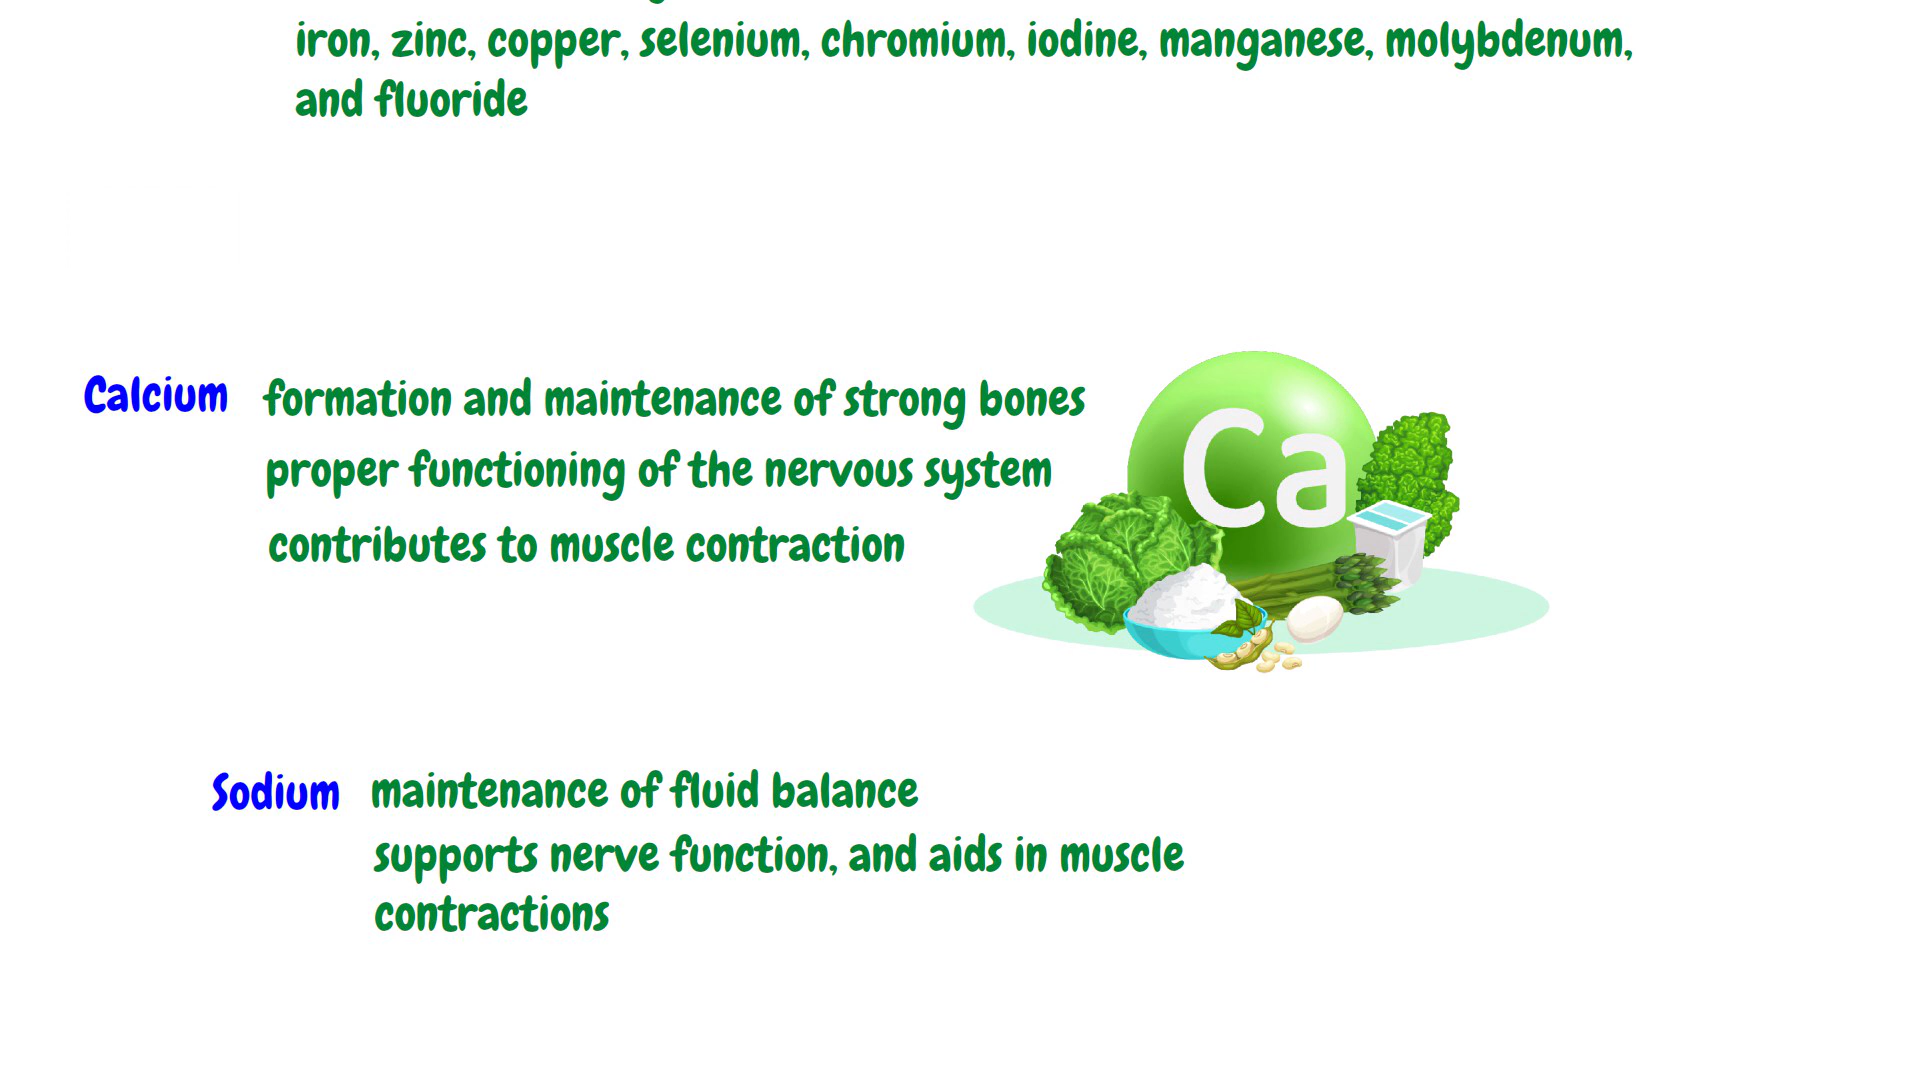 iron, zinc, copper, selenium, chromium, iodine, manganese, molybdenum,
and fluoride
Calcium formation and maintenance of strong bones
proper functioning of the nervous system
contributes to muscle contraction
Ca
Sodium maintenance of fluid balance
supports nerve function, and aids in muscle
contractions